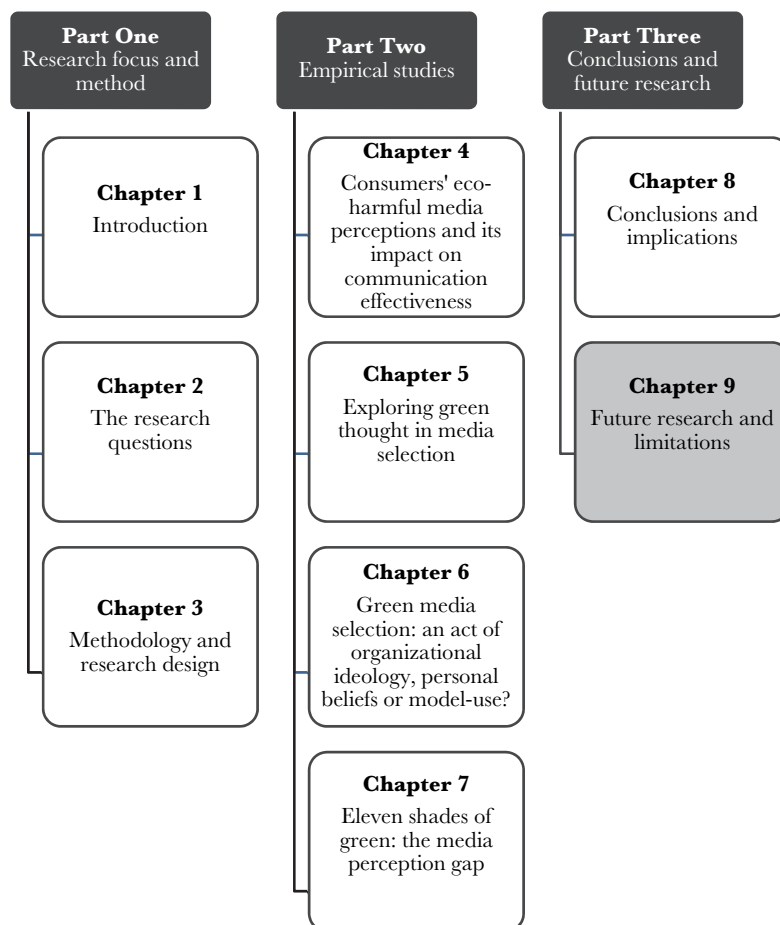 Part One
Research focus and
method
Chapter 1
Introduction
Chapter 2
The research
questions
Chapter 3
Methodology and
research design
Part Two
Empirical studies
Chapter 4
Consumers' eco-
harmful media
perceptions and its
impact on
communication
effectiveness
Chapter 5
Exploring green
thought in media
selection
Chapter 6
Green media
selection: an act of
organizational
ideology, personal
beliefs or model-use?
Chapter 7
Eleven shades of
green: the media
perception gap
Part Three
Conclusions and
future research
Chapter 8
Conclusions and
implications
Chapter 9
Future research and
limitations